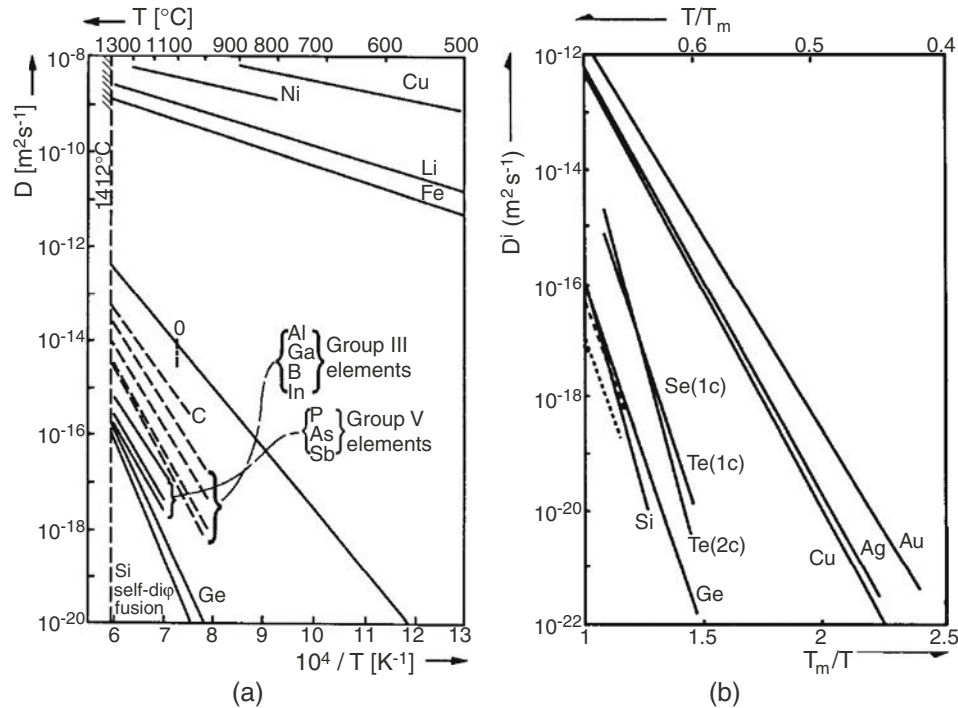 T [°C]
1300 1100 900 800 700 600 500
10-8
10-10
10-12
10-14
10-16
10-18
10-20
D [m2s-1]
1412°C
Cu
Ni
Li
Fe
0
C
Al
Ga
B
In
Group III
elements
P
As
Sb
Group V
elements
Si
self-diφ
fusion
Ge
6 7 8 9 10 11 12 13
10⁴ / T [K-1]
(a)
T/Tm
0.6 0.5 0.4
10-12
10-14
10-16
10-18
10-20
10-22
Di (m2 s-1)
Se(1c)
Te(1c)
Te(2c)
Si
Ge
Cu
Ag
Au
1 1.5 2 2.5
Tm/T
(b)